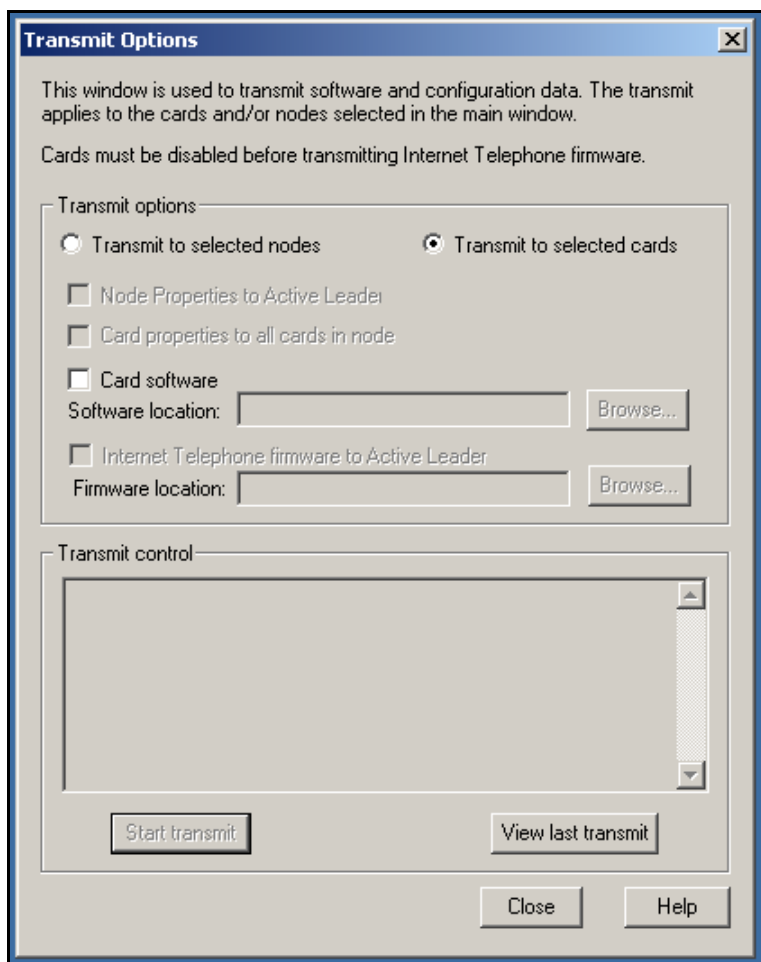 Transmit Options
This window is used to transmit software and configuration data. The transmit
applies to the cards and/or nodes selected in the main window.
Cards must be disabled before transmitting Internet Telephone firmware.
Transmit options
Transmit to selected nodes
Transmit to selected cards
Node Properties to Active Leader
Card properties to all cards in node
Card software
Software location:
Browse...
Internet Telephone firmware to Active Leader
Firmware location:
Browse...
Transmit control
Start transmit
View last transmit
Close
Help